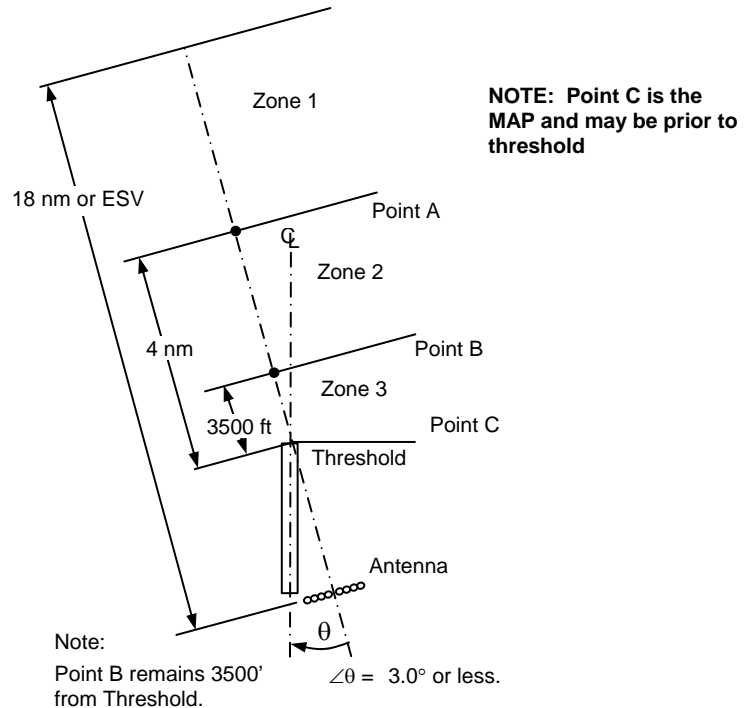 Zone 1
NOTE: Point C is the
MAP and may be prior to
threshold
18 nm or ESV
Point A
℄
Zone 2
4 nm
Point B
Zone 3
3500 ft
Point C
Threshold
Antenna
θ
Note:
Point B remains 3500'
from Threshold.
∠θ = 3.0° or less.